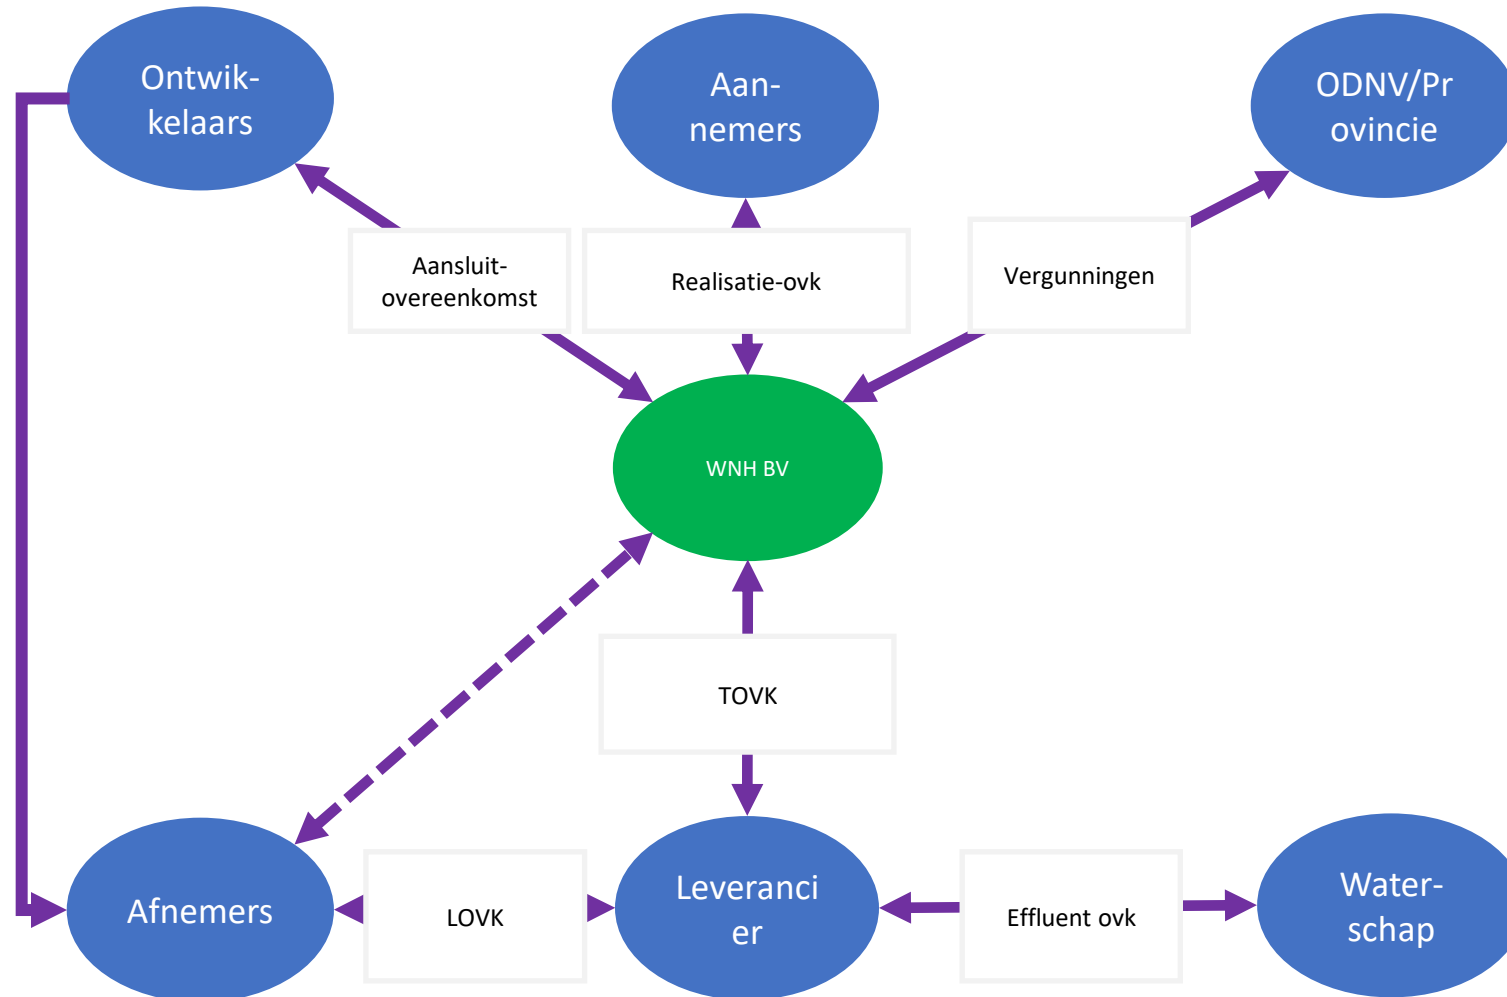 Ontwik-
kelaars
Aan-
nemers
ODNV/Pr
ovincie
Aansluit-
overeenkomst
Realisatie-ovk
Vergunningen
WNH BV
TOVK
Afnemers
LOVK
Leveranci
er
Effluent ovk
Water-
schap